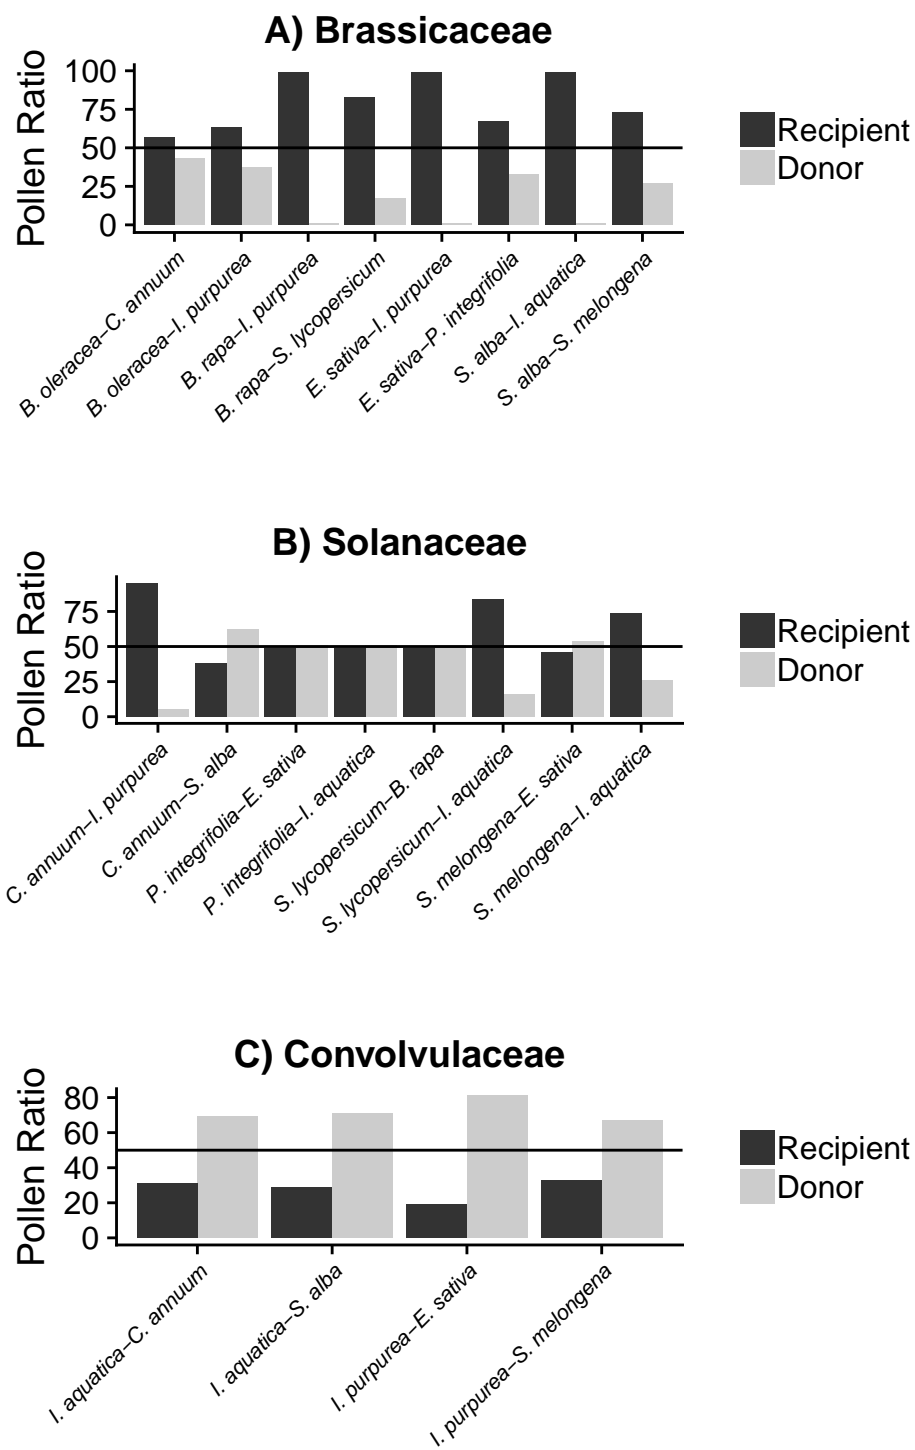 A) Brassicaceae
Pollen Ratio
100
75
50
25
0
Recipient
Donor
B. oleracea–C. annuum
B. oleracea–I. purpurea
B. rapa–I. purpurea
B. rapa–S. lycopersicum
E. sativa–I. purpurea
E. sativa–P. integrifolia
S. alba–I. aquatica
S. alba–S. melongena
B) Solanaceae
Pollen Ratio
75
50
25
0
Recipient
Donor
C. annuum–I. purpurea
C. annuum–S. alba
P. integrifolia–E. sativa
P. integrifolia–I. aquatica
S. lycopersicum–B. rapa
S. lycopersicum–I. aquatica
S. melongena–E. sativa
S. melongena–I. aquatica
C) Convolvulaceae
Pollen Ratio
80
60
40
20
0
Recipient
Donor
I. aquatica–C. annuum
I. aquatica–S. alba
I. purpurea–E. sativa
I. purpurea–S. melongena